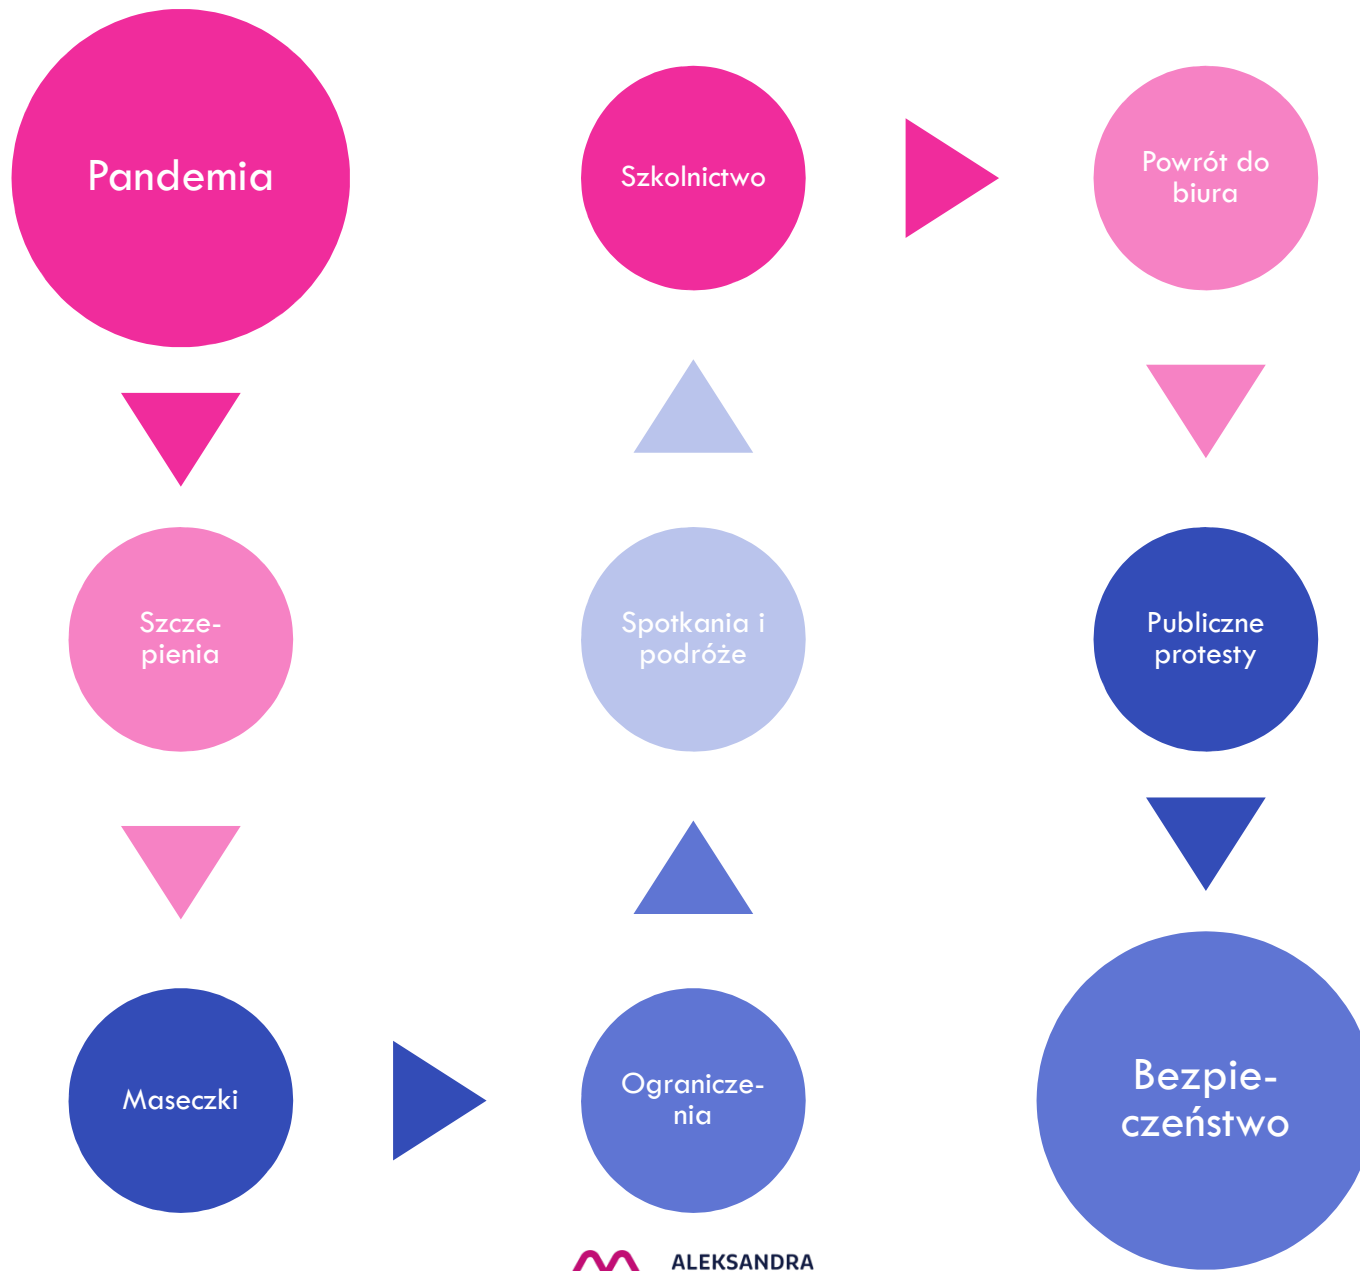 Pandemia
Szcze-
pienia
Maseczki
Ogranicze-
nia
Spotkania i
podróże
Szkolnictwo
Powrót do
biura
Publiczne
protesty
Bezpie-
czeństwo
ALEKSANDRA